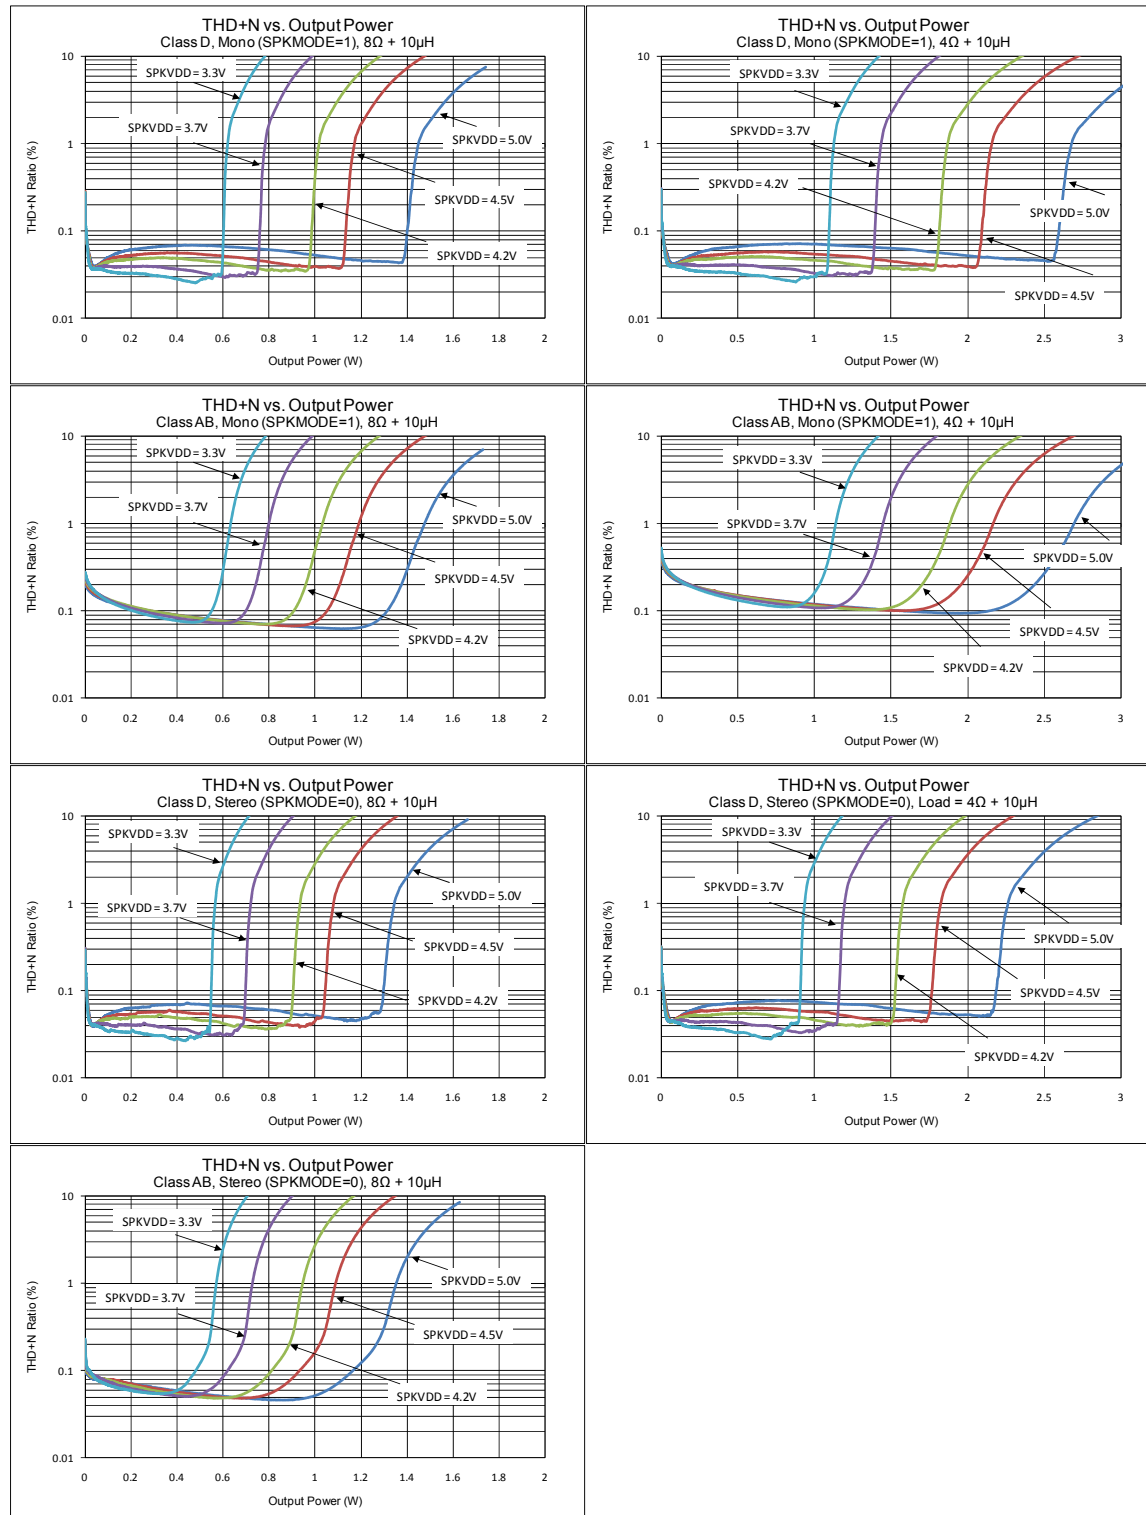 THD+N vs. Output Power
Class D, Mono (SPKMODE=1), 8Ω + 10µH
THD+N Ratio (%)
10
1
0.1
0.01
SPKVDD = 3.3V
SPKVDD = 3.7V
SPKVDD = 5.0V
SPKVDD = 4.5V
SPKVDD = 4.2V
0 0.2 0.4 0.6 0.8 1 1.2 1.4 1.6 1.8 2
Output Power (W)
THD+N vs. Output Power
Class D, Mono (SPKMODE=1), 4Ω + 10µH
THD+N Ratio (%)
10
1
0.1
0.01
SPKVDD = 3.3V
SPKVDD = 3.7V
SPKVDD = 4.2V
SPKVDD = 5.0V
SPKVDD = 4.5V
0 0.5 1 1.5 2 2.5 3
Output Power (W)
THD+N vs. Output Power
Class AB, Mono (SPKMODE=1), 8Ω + 10µH
THD+N Ratio (%)
10
1
0.1
0.01
SPKVDD = 3.3V
SPKVDD = 3.7V
SPKVDD = 5.0V
SPKVDD = 4.5V
SPKVDD = 4.2V
0 0.2 0.4 0.6 0.8 1 1.2 1.4 1.6 1.8 2
Output Power (W)
THD+N vs. Output Power
Class AB, Mono (SPKMODE=1), 4Ω + 10µH
THD+N Ratio (%)
10
1
0.1
0.01
SPKVDD = 3.3V
SPKVDD = 3.7V
SPKVDD = 5.0V
SPKVDD = 4.5V
SPKVDD = 4.2V
0 0.5 1 1.5 2 2.5 3
Output Power (W)
THD+N vs. Output Power
Class D, Stereo (SPKMODE=0), 8Ω + 10µH
THD+N Ratio (%)
10
1
0.1
0.01
SPKVDD = 3.3V
SPKVDD = 3.7V
SPKVDD = 5.0V
SPKVDD = 4.5V
SPKVDD = 4.2V
0 0.2 0.4 0.6 0.8 1 1.2 1.4 1.6 1.8 2
Output Power (W)
THD+N vs. Output Power
Class D, Stereo (SPKMODE=0), Load = 4Ω + 10µH
THD+N Ratio (%)
10
1
0.1
0.01
SPKVDD = 3.3V
SPKVDD = 3.7V
SPKVDD = 5.0V
SPKVDD = 4.5V
SPKVDD = 4.2V
0 0.5 1 1.5 2 2.5 3
Output Power (W)
THD+N vs. Output Power
Class AB, Stereo (SPKMODE=0), 8Ω + 10µH
THD+N Ratio (%)
10
1
0.1
0.01
SPKVDD = 3.3V
SPKVDD = 5.0V
SPKVDD = 3.7V
SPKVDD = 4.5V
SPKVDD = 4.2V
0 0.2 0.4 0.6 0.8 1 1.2 1.4 1.6 1.8 2
Output Power (W)